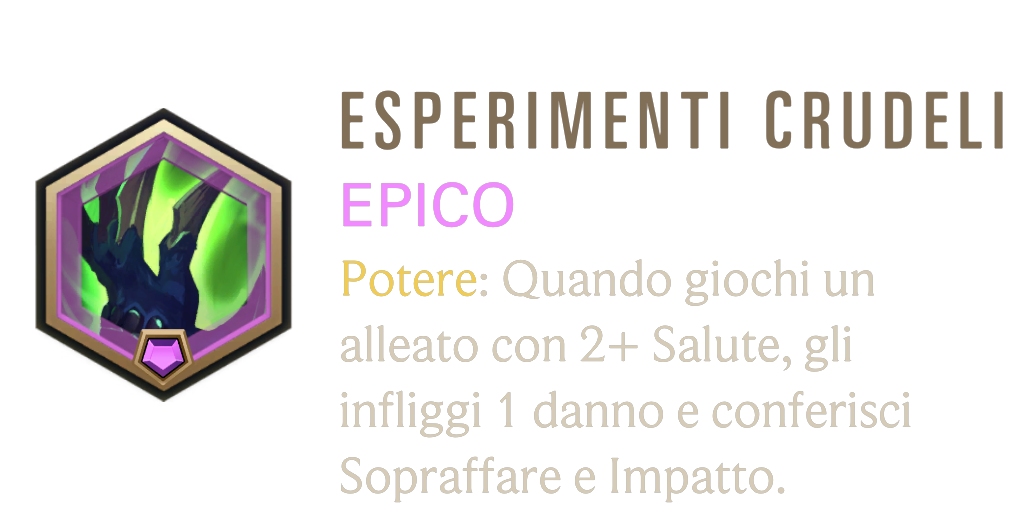 ESPERIMENTI CRUDELI
EPICO
Potere: Quando giochi un
alleato con 2+ Salute, gli
infliggi 1 danno e conferisci
Sopraffare e Impatto.